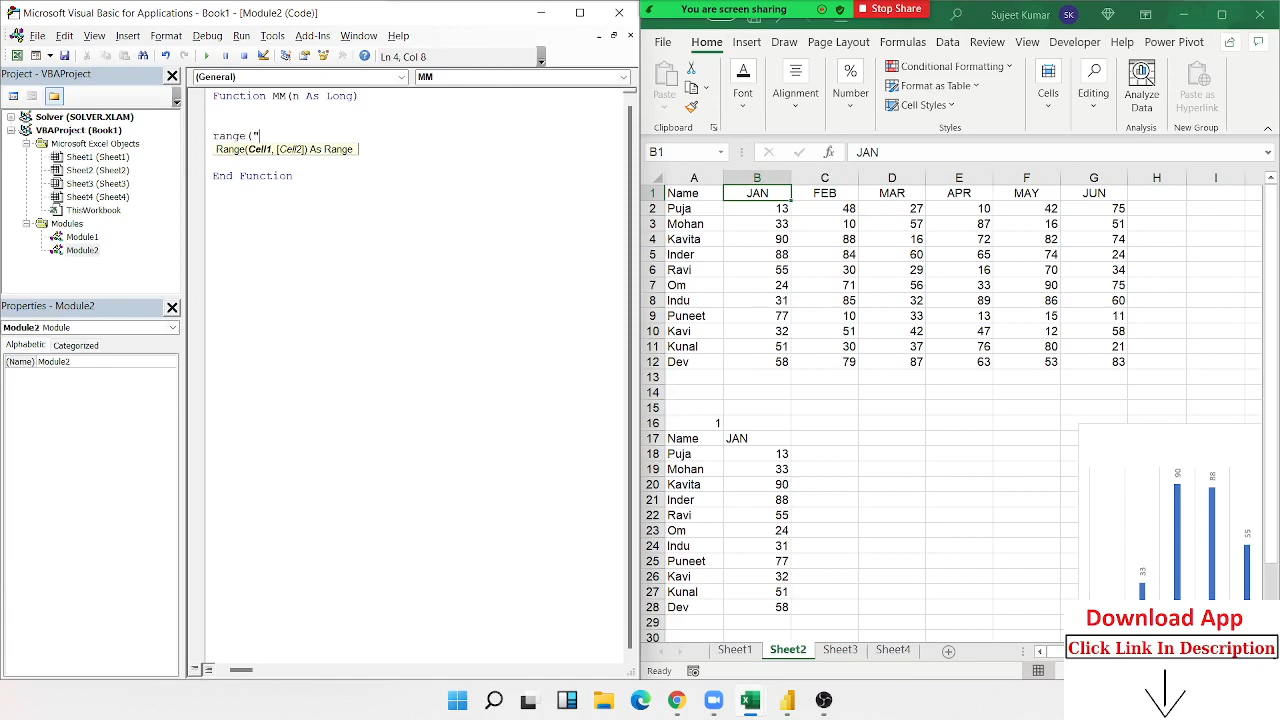 Microsoft Visual Basic for Applications - Book1 - [Module2 (Code)]
File Edit View Insert Format Debug Run Tools Add-Ins Window Help
Ln 4, Col 8
Project - VBAProject
Solver (SOLVER.XLAM)
VBAProject (Book1)
Microsoft Excel Objects
Sheet1 (Sheet1)
Sheet2 (Sheet2)
Sheet3 (Sheet3)
Sheet4 (Sheet4)
ThisWorkbook
Modules
Module1
Module2
Properties - Module2
Module2 Module
Alphabetic Categorized
(Name) Module2
(General) MM
Function MM(n As Long)
range("
Range(Cell1, [Cell2]) As Range
End Function
You are screen sharing Stop Share
Sujeet Kumar SK
File Home Insert Draw Page Layout Formulas Data Review View Developer Help Power Pivot
Paste
Clipboard
Font
Alignment
Number
Conditional Formatting
Format as Table
Cell Styles
Styles
Cells
Editing
Analyze Data
Analysis
Paste as Hyperlink
New Group
B1 fx JAN
A B C D E F G H I
1 Name JAN FEB MAR APR MAY JUN
2 Puja 13 48 27 10 42 75
3 Mohan 33 10 57 87 16 51
4 Kavita 90 88 16 72 82 74
5 Inder 88 84 60 65 74 24
6 Ravi 55 30 29 16 70 34
7 Om 24 71 56 33 90 75
8 Indu 31 85 32 89 86 60
9 Puneet 77 10 33 13 15 11
10 Kavi 32 51 42 47 12 58
11 Kunal 51 30 37 76 80 21
12 Dev 58 79 87 63 53 83
13
14
15
16 1
17 Name JAN
18 Puja 13
19 Mohan 33
20 Kavita 90
21 Inder 88
22 Ravi 55
23 Om 24
24 Indu 31
25 Puneet 77
26 Kavi 32
27 Kunal 51
28 Dev 58
29
30
33 90 88 55
Sheet1 Sheet2 Sheet3 Sheet4
Ready
Download App
Click Link In Description